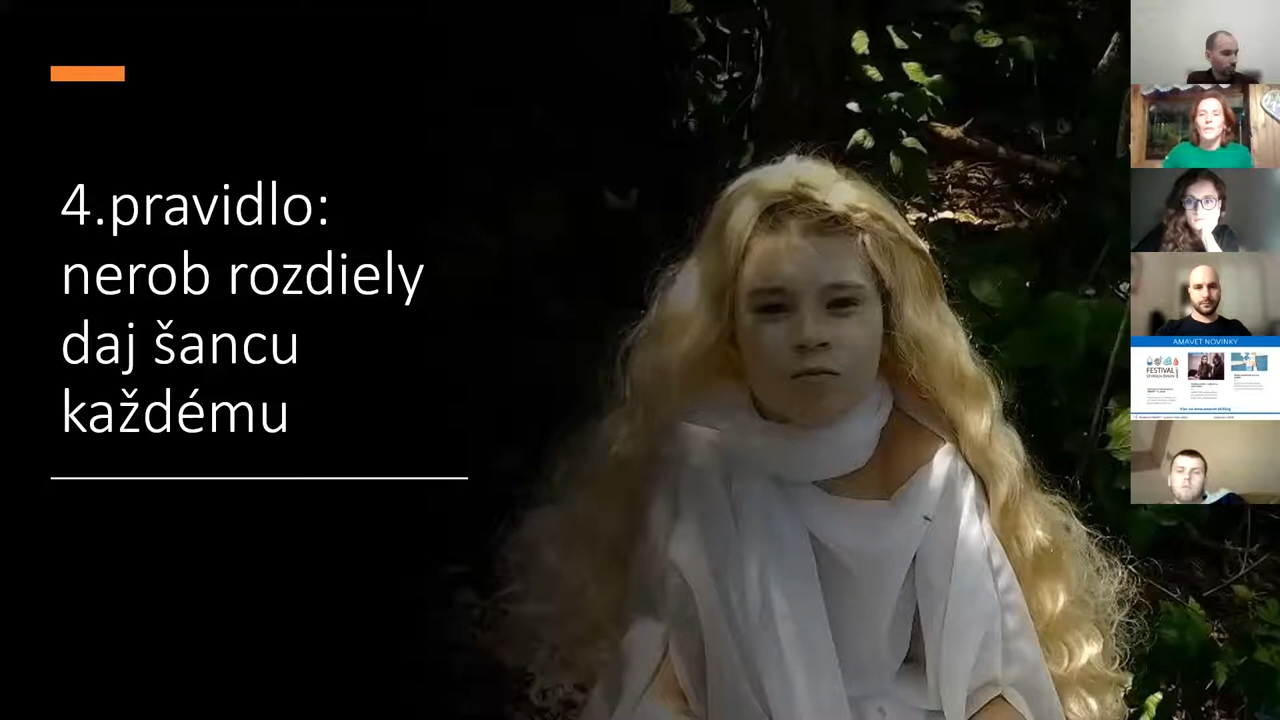 4.pravidlo:
nerob rozdiely
daj šancu
každému
AMAVET NOVINKY
FESTIVAL